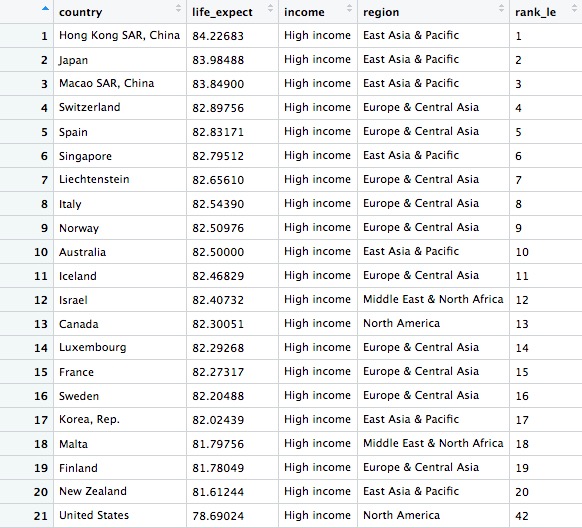 country life_expect income region rank_le
1 Hong Kong SAR, China 84.22683 High income East Asia & Pacific 1
2 Japan 83.98488 High income East Asia & Pacific 2
3 Macao SAR, China 83.84900 High income East Asia & Pacific 3
4 Switzerland 82.89756 High income Europe & Central Asia 4
5 Spain 82.83171 High income Europe & Central Asia 5
6 Singapore 82.79512 High income East Asia & Pacific 6
7 Liechtenstein 82.65610 High income Europe & Central Asia 7
8 Italy 82.54390 High income Europe & Central Asia 8
9 Norway 82.50976 High income Europe & Central Asia 9
10 Australia 82.50000 High income East Asia & Pacific 10
11 Iceland 82.46829 High income Europe & Central Asia 11
12 Israel 82.40732 High income Middle East & North Africa 12
13 Canada 82.30051 High income North America 13
14 Luxembourg 82.29268 High income Europe & Central Asia 14
15 France 82.27317 High income Europe & Central Asia 15
16 Sweden 82.20488 High income Europe & Central Asia 16
17 Korea, Rep. 82.02439 High income East Asia & Pacific 17
18 Malta 81.79756 High income Middle East & North Africa 18
19 Finland 81.78049 High income Europe & Central Asia 19
20 New Zealand 81.61244 High income East Asia & Pacific 20
21 United States 78.69024 High income North America 42